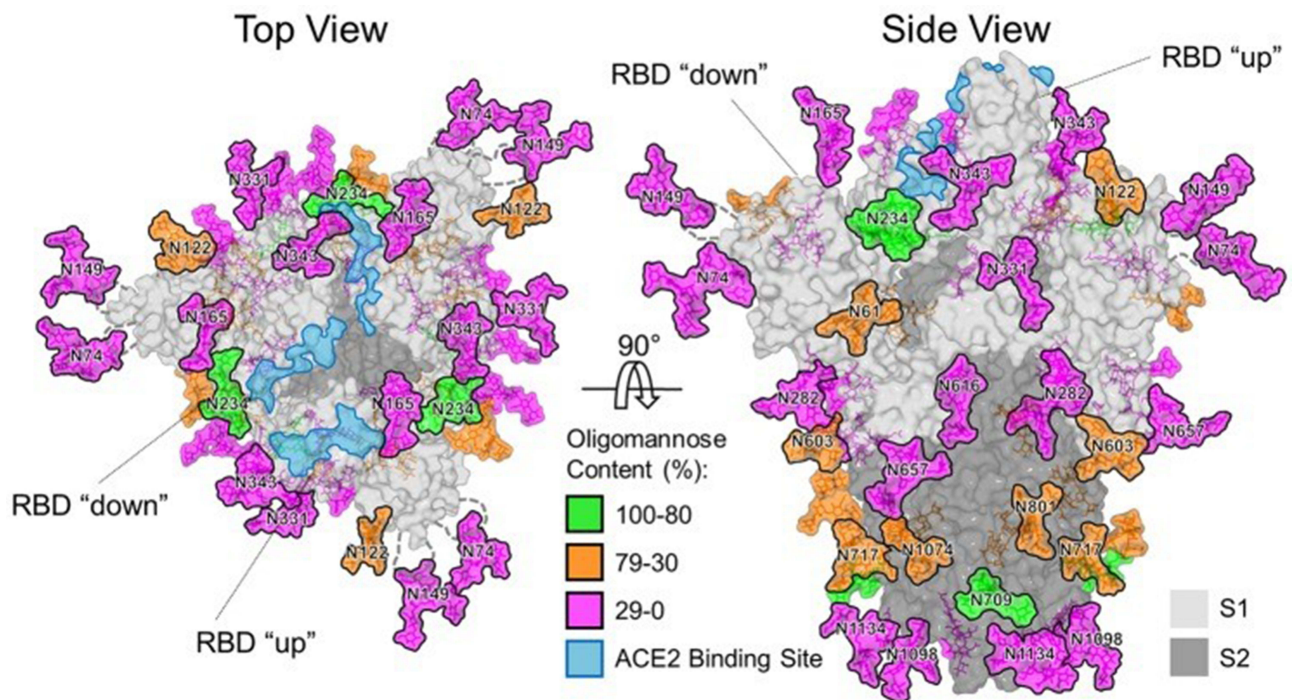 Top View
Side View
RBD “down”
RBD “up”
N74
N149
N331
N234
N165
N122
N122
N343
N149
N165
N331
N343
N74
N234
N165
N234
RBD “down”
N343
N331
N122
N74
N149
RBD “up”
90°
Oligomannose
Content (%):
100-80
79-30
29-0
ACE2 Binding Site
N165
N343
N149
N343
N122
N149
N234
N74
N74
N331
N61
N282
N616
N282
N603
N657
N603
N657
N801
N717
N1074
N717
N709
N1134
N1098
N1134
N1098
S1
S2